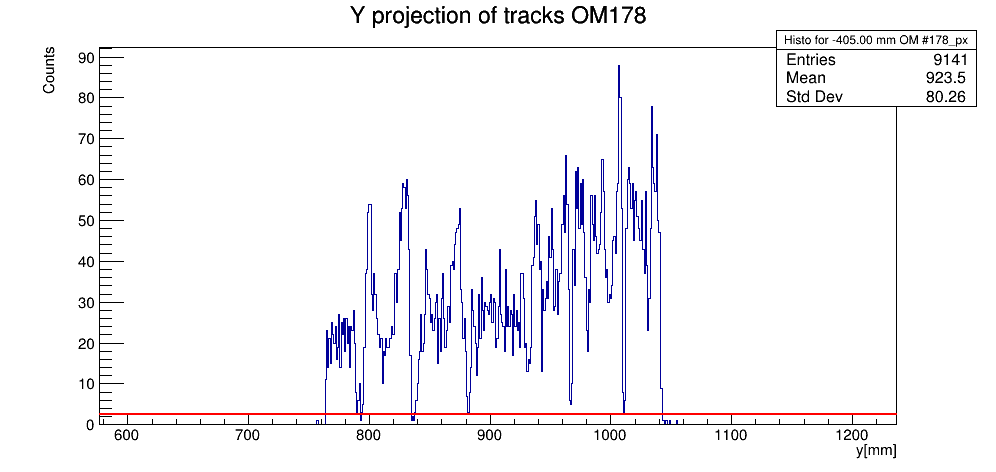 Y projection of tracks OM178
Histo for -405.00 mm OM #178_px
Entries 9141
Mean 923.5
Std Dev 80.26
Counts
90
80
70
60
50
40
30
20
10
0
600 700 800 900 1000 1100 1200
y[mm]